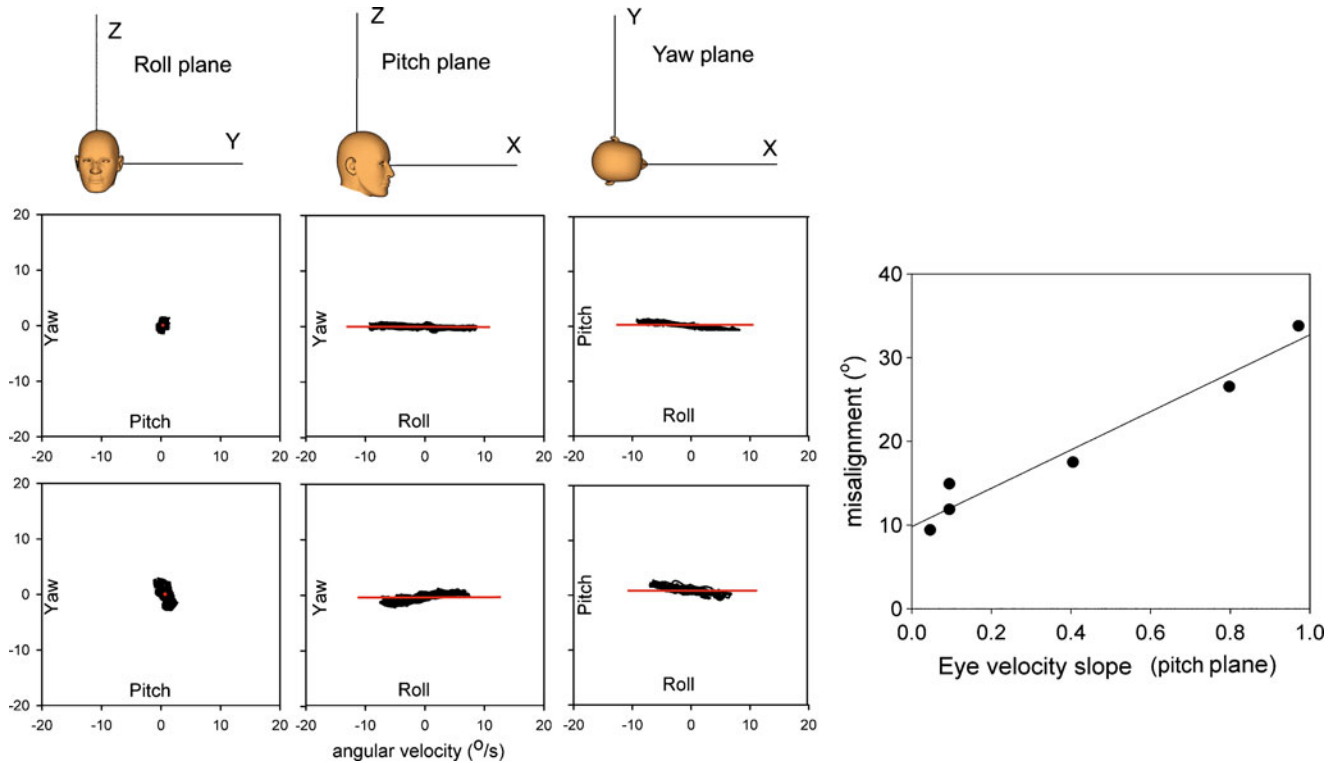 Z
Roll plane
Y
Z
Pitch plane
X
Y
Yaw plane
X
20
10
0
-10
-20
Yaw
Pitch
-20 -10 0 10 20
Yaw
Roll
-20 -10 0 10 20
Pitch
Roll
-20 -10 0 10 20
20
10
0
-10
-20
Yaw
Pitch
-20 -10 0 10 20
Yaw
Roll
-20 -10 0 10 20
Pitch
Roll
-20 -10 0 10 20
angular velocity (°/s)
40
30
20
10
0
misalignment (°)
0.0 0.2 0.4 0.6 0.8 1.0
Eye velocity slope (pitch plane)